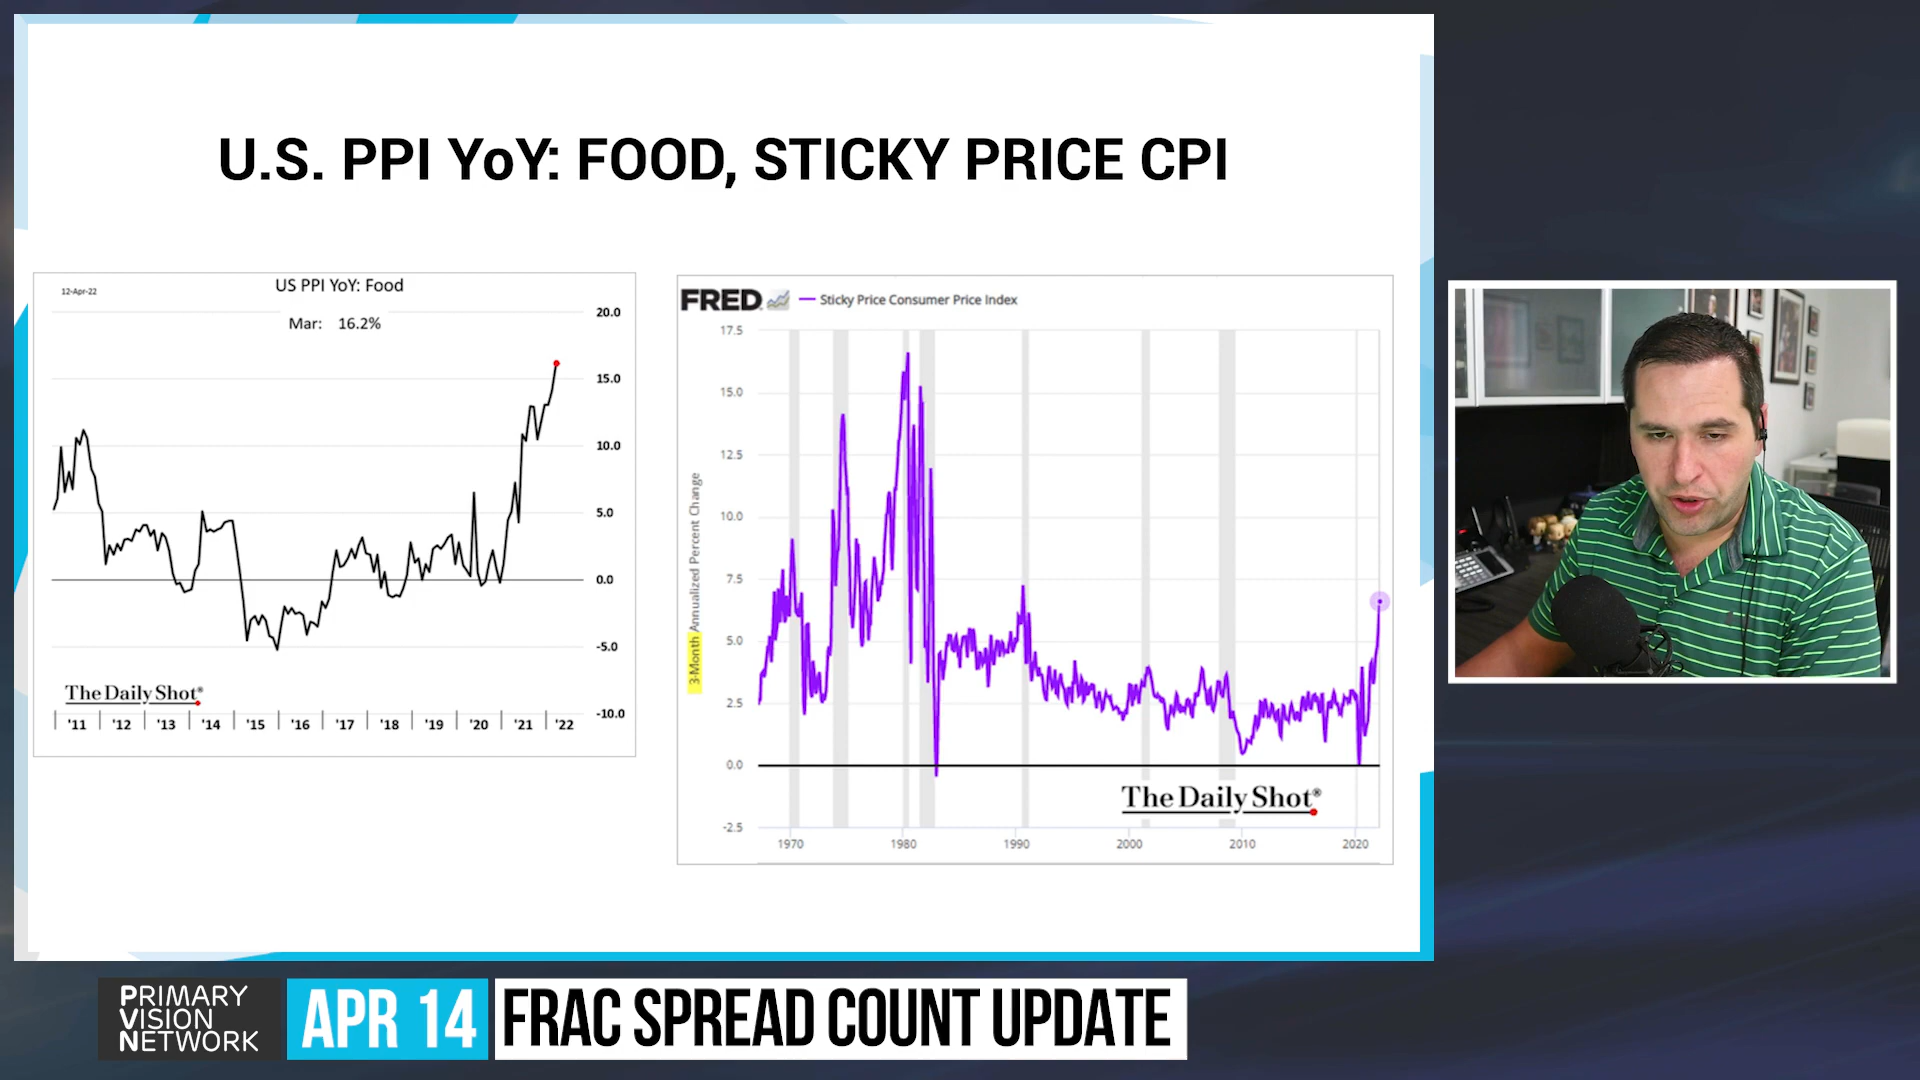 U.S. PPI YoY: FOOD, STICKY PRICE CPI
12-Apr-22
US PPI YoY: Food
Mar: 16.2%
20.0
15.0
10.0
5.0
0.0
-5.0
-10.0
The Daily Shot®
'11 '12 '13 '14 '15 '16 '17 '18 '19 '20 '21 '22
FRED
Sticky Price Consumer Price Index
3-Month Annualized Percent Change
17.5
15.0
12.5
10.0
7.5
5.0
2.5
0.0
-2.5
The Daily Shot®
1970 1980 1990 2000 2010 2020
PRIMARY
VISION
NETWORK
APR 14
FRAC SPREAD COUNT UPDATE